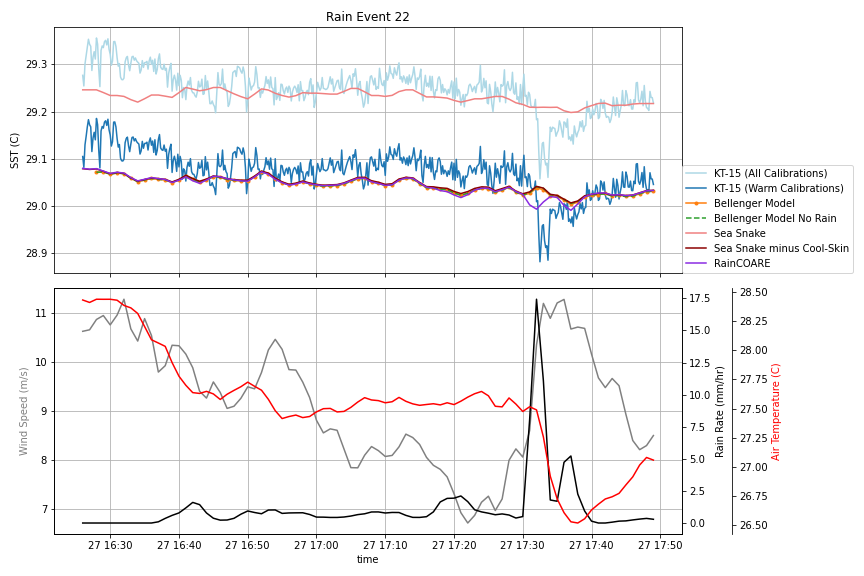 Rain Event 22
SST (C)
29.3
29.2
29.1
29.0
28.9
KT-15 (All Calibrations)
KT-15 (Warm Calibrations)
Bellenger Model
Bellenger Model No Rain
Sea Snake
Sea Snake minus Cool-Skin
RainCOARE
Wind Speed (m/s)
11
10
9
8
7
17.5
15.0
12.5
10.0
7.5
5.0
2.5
0.0
Rain Rate (mm/hr)
28.50
28.25
28.00
27.75
27.50
27.25
27.00
26.75
26.50
Air Temperature (C)
27 16:30 27 16:40 27 16:50 27 17:00 27 17:10 27 17:20 27 17:30 27 17:40 27 17:50
time